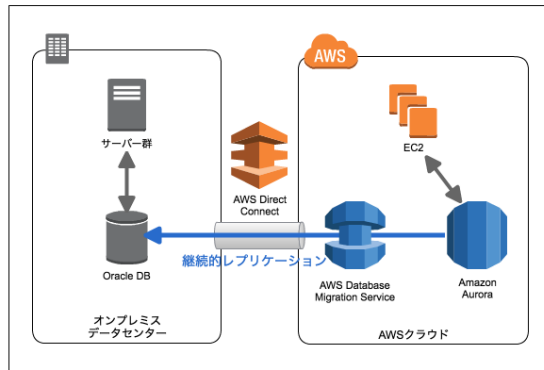 AWS
サーバー群
EC2
AWS Direct
Connect
継続的レプリケーション
Oracle DB
AWS Database
Migration Service
Amazon
Aurora
オンプレミス
データセンター
AWSクラウド